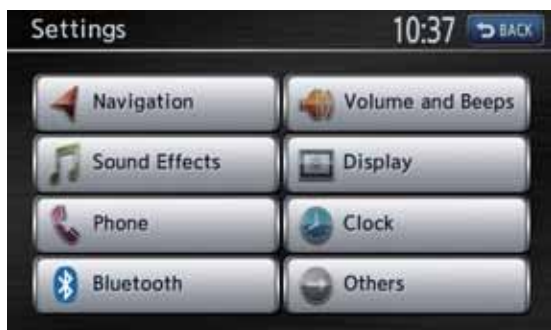 Settings
10:37 BACK
Navigation
Volume and Beeps
Sound Effects
Display
Phone
Clock
Bluetooth
Others